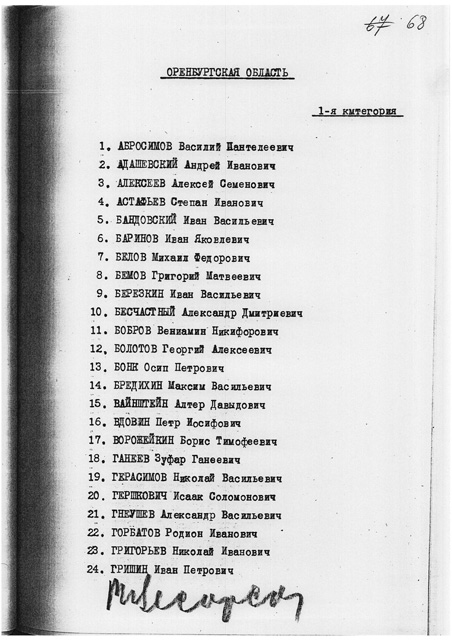 67 68
ОРЕНБУРГСКАЯ ОБЛАСТЬ
1-я кмтегория
1. АБРОСИМОВ Василий Пантелеевич
2. АДАШЕВСКИЙ Андрей Иванович
3. АЛЕКСЕЕВ Алексей Семенович
4. АСТАФЬЕВ Степан Иванович
5. БАНДОВСКИЙ Иван Васильевич
6. БАРИНОВ Иван Яковлевич
7. БЕЛОВ Михаил Федорович
8. БЕМОВ Григорий Матвеевич
9. БЕРЕЗКИН Иван Васильевич
10. БЕСЧАСТНЫЙ Александр Дмитриевич
11. БОБРОВ Вениамин Никифорович
12. БОЛОТОВ Георгий Алексеевич
13. БОНК Осип Петрович
14. БРЕДИХИН Максим Васильевич
15. ВАЙНШТЕЙН Алтер Давыдович
16. ВДОВИН Петр Иосифович
17. ВОРОЖЕЙКИН Борис Тимофеевич
18. ГАНЕЕВ Зуфар Ганеевич
19. ГЕРАСИМОВ Николай Васильевич
20. ГЕРШКОВИЧ Исаак Соломонович
21. ГНЕУШЕВ Александр Васильевич
22. ГОРБАТОВ Родион Иванович
23. ГРИГОРЬЕВ Николай Иванович
24. ГРИШИН Иван Петрович